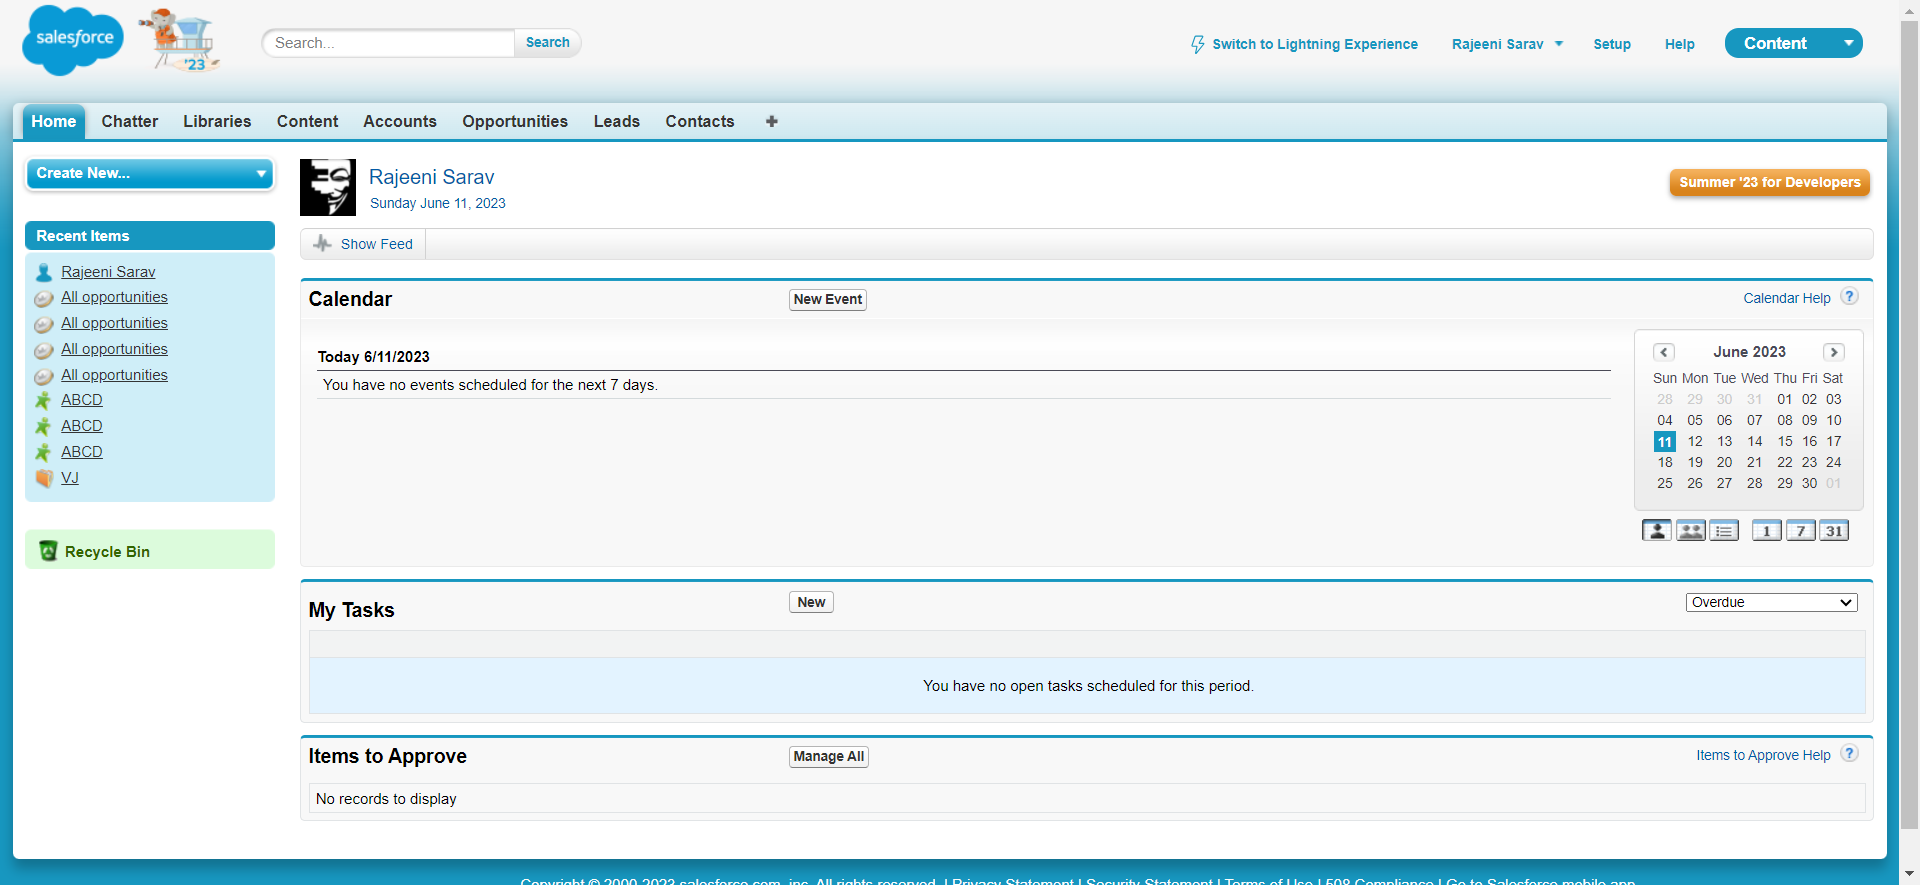 salesforce
'23
Search...
Search
Switch to Lightning Experience
Rajeeni Sarav
Setup
Help
Content
Home
Chatter
Libraries
Content
Accounts
Opportunities
Leads
Contacts
Create New...
Recent Items
Rajeeni Sarav
All opportunities
All opportunities
All opportunities
All opportunities
ABCD
ABCD
ABCD
VJ
Recycle Bin
Rajeeni Sarav
Sunday June 11, 2023
Summer '23 for Developers
Show Feed
Calendar
New Event
Calendar Help ?
Today 6/11/2023
You have no events scheduled for the next 7 days.
June 2023
Sun Mon Tue Wed Thu Fri Sat
28 29 30 31 01 02 03
04 05 06 07 08 09 10
11 12 13 14 15 16 17
18 19 20 21 22 23 24
25 26 27 28 29 30 01
1 7 31
My Tasks
New
Overdue
You have no open tasks scheduled for this period.
Items to Approve
Manage All
Items to Approve Help ?
No records to display
Copyright © 2000-2023 salesforce.com, inc. All rights reserved. | Privacy Statement | Security Statement | Terms of Use | 508 Compliance | Go to Salesforce mobile app